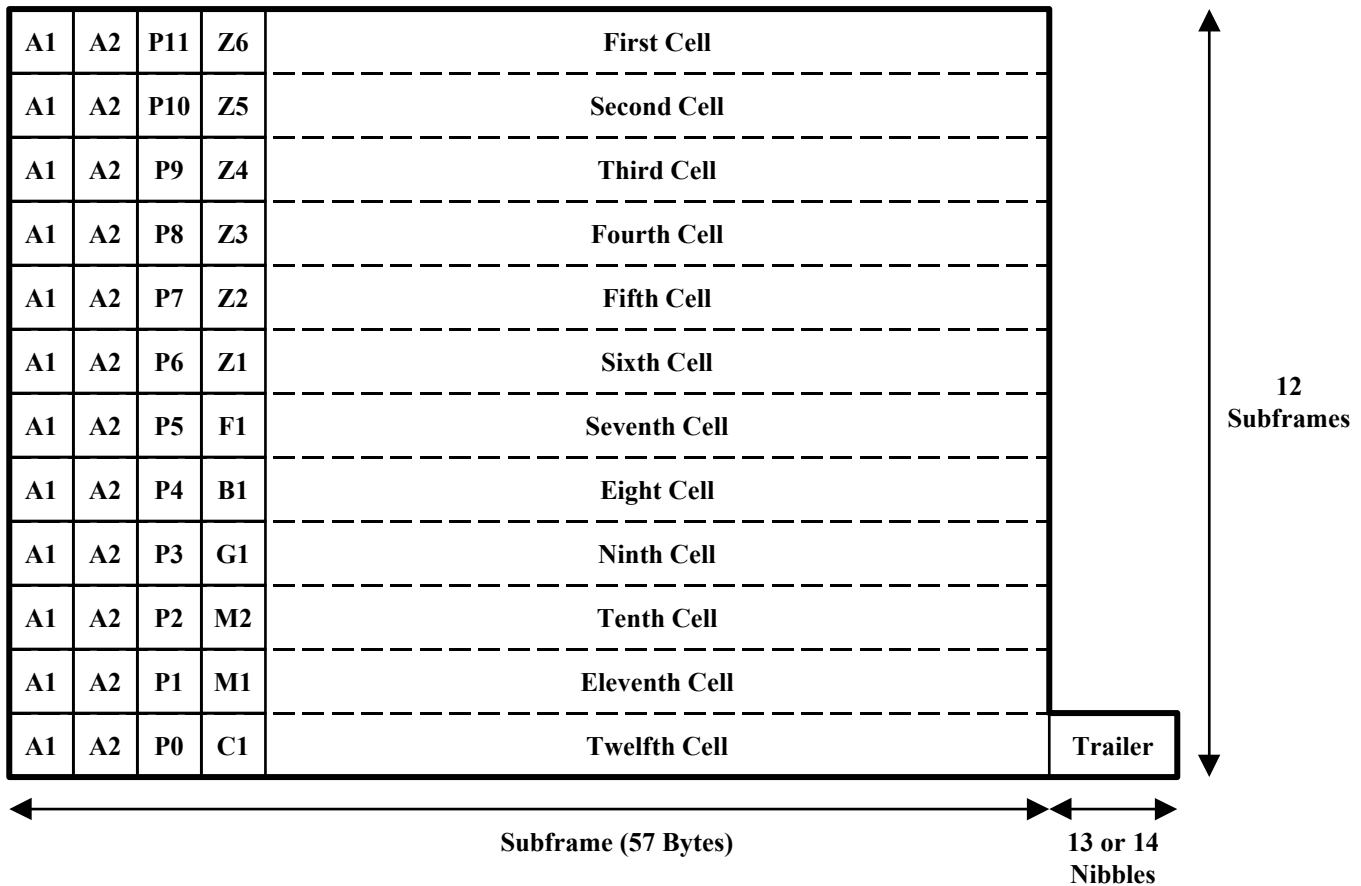 A1 A2 P11 Z6 First Cell
A1 A2 P10 Z5 Second Cell
A1 A2 P9 Z4 Third Cell
A1 A2 P8 Z3 Fourth Cell
A1 A2 P7 Z2 Fifth Cell
A1 A2 P6 Z1 Sixth Cell
A1 A2 P5 F1 Seventh Cell
A1 A2 P4 B1 Eight Cell
A1 A2 P3 G1 Ninth Cell
A1 A2 P2 M2 Tenth Cell
A1 A2 P1 M1 Eleventh Cell
A1 A2 P0 C1 Twelfth Cell Trailer
12
Subframes
Subframe (57 Bytes)
13 or 14
Nibbles